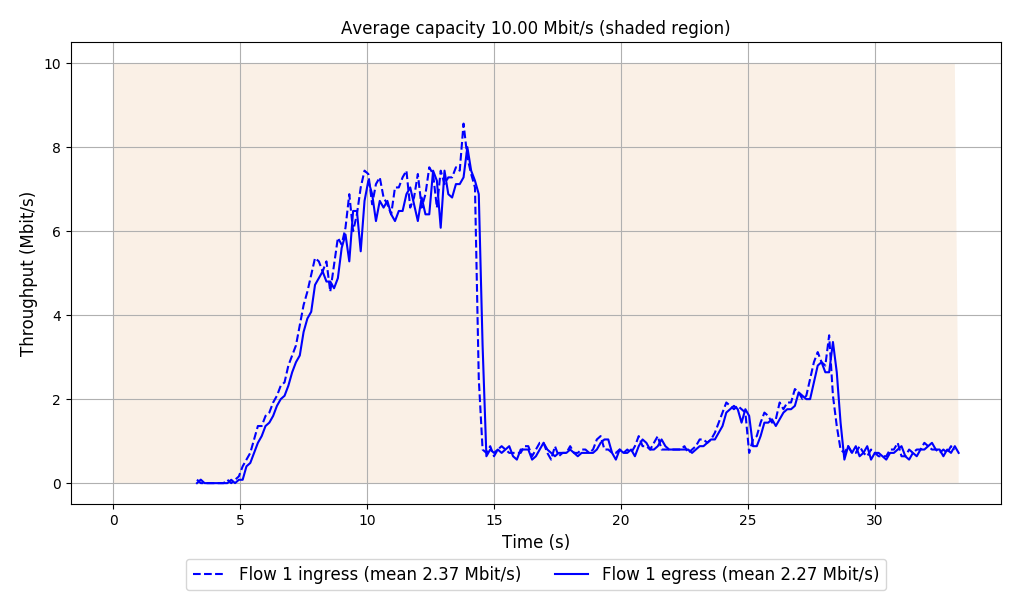 Average capacity 10.00 Mbit/s (shaded region)
Throughput (Mbit/s)
10
8
6
4
2
0
0 5 10 15 20 25 30
Time (s)
Flow 1 ingress (mean 2.37 Mbit/s) Flow 1 egress (mean 2.27 Mbit/s)